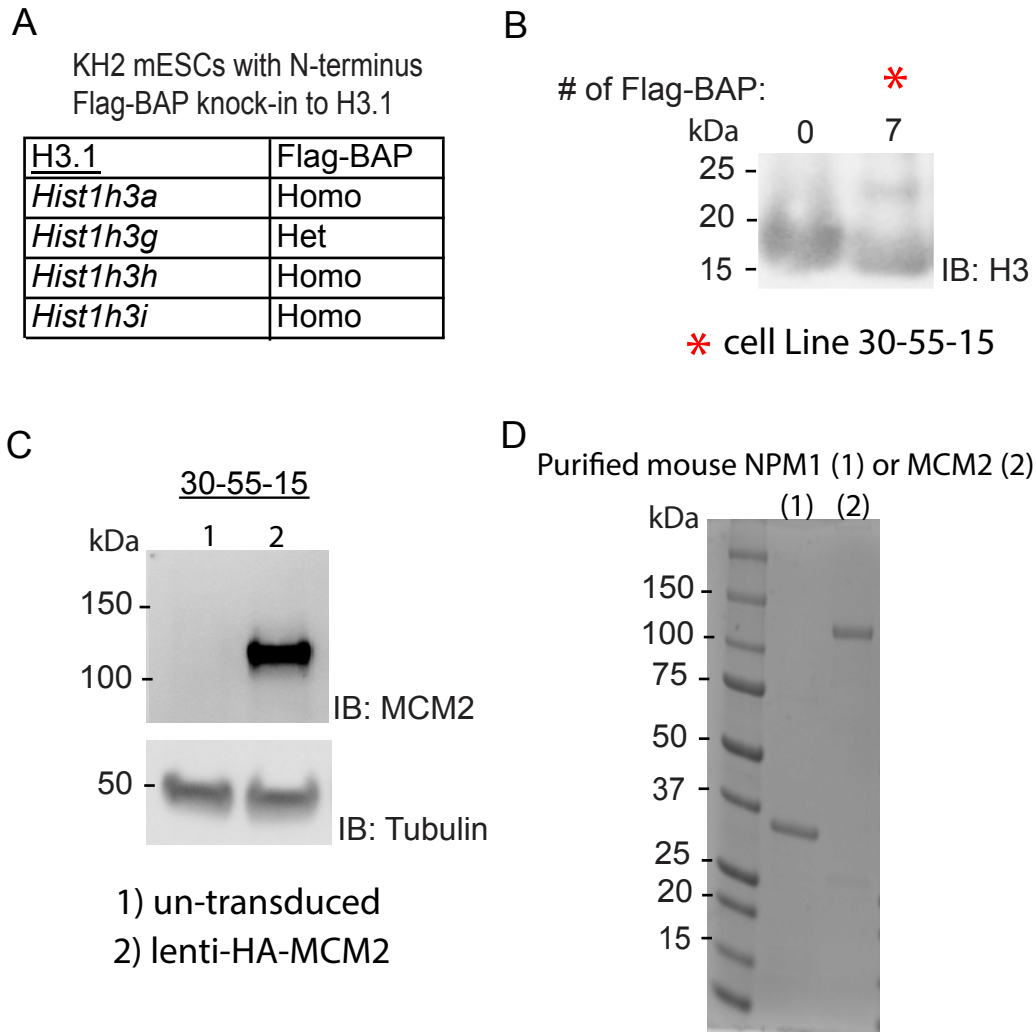 A
KH2 mESCs with N-terminus
Flag-BAP knock-in to H3.1
H3.1 Flag-BAP
Hist1h3a Homo
Hist1h3g Het
Hist1h3h Homo
Hist1h3i Homo
B
*
# of Flag-BAP:
kDa 0 7
25 -
20 -
15 -
IB: H3
* cell Line 30-55-15
C
30-55-15
kDa 1 2
150 -
100 -
IB: MCM2
50 -
IB: Tubulin
1) un-transduced
2) lenti-HA-MCM2
D
Purified mouse NPM1 (1) or MCM2 (2)
kDa (1) (2)
150 -
100 -
75 -
50 -
37 -
25 -
20 -
15 -